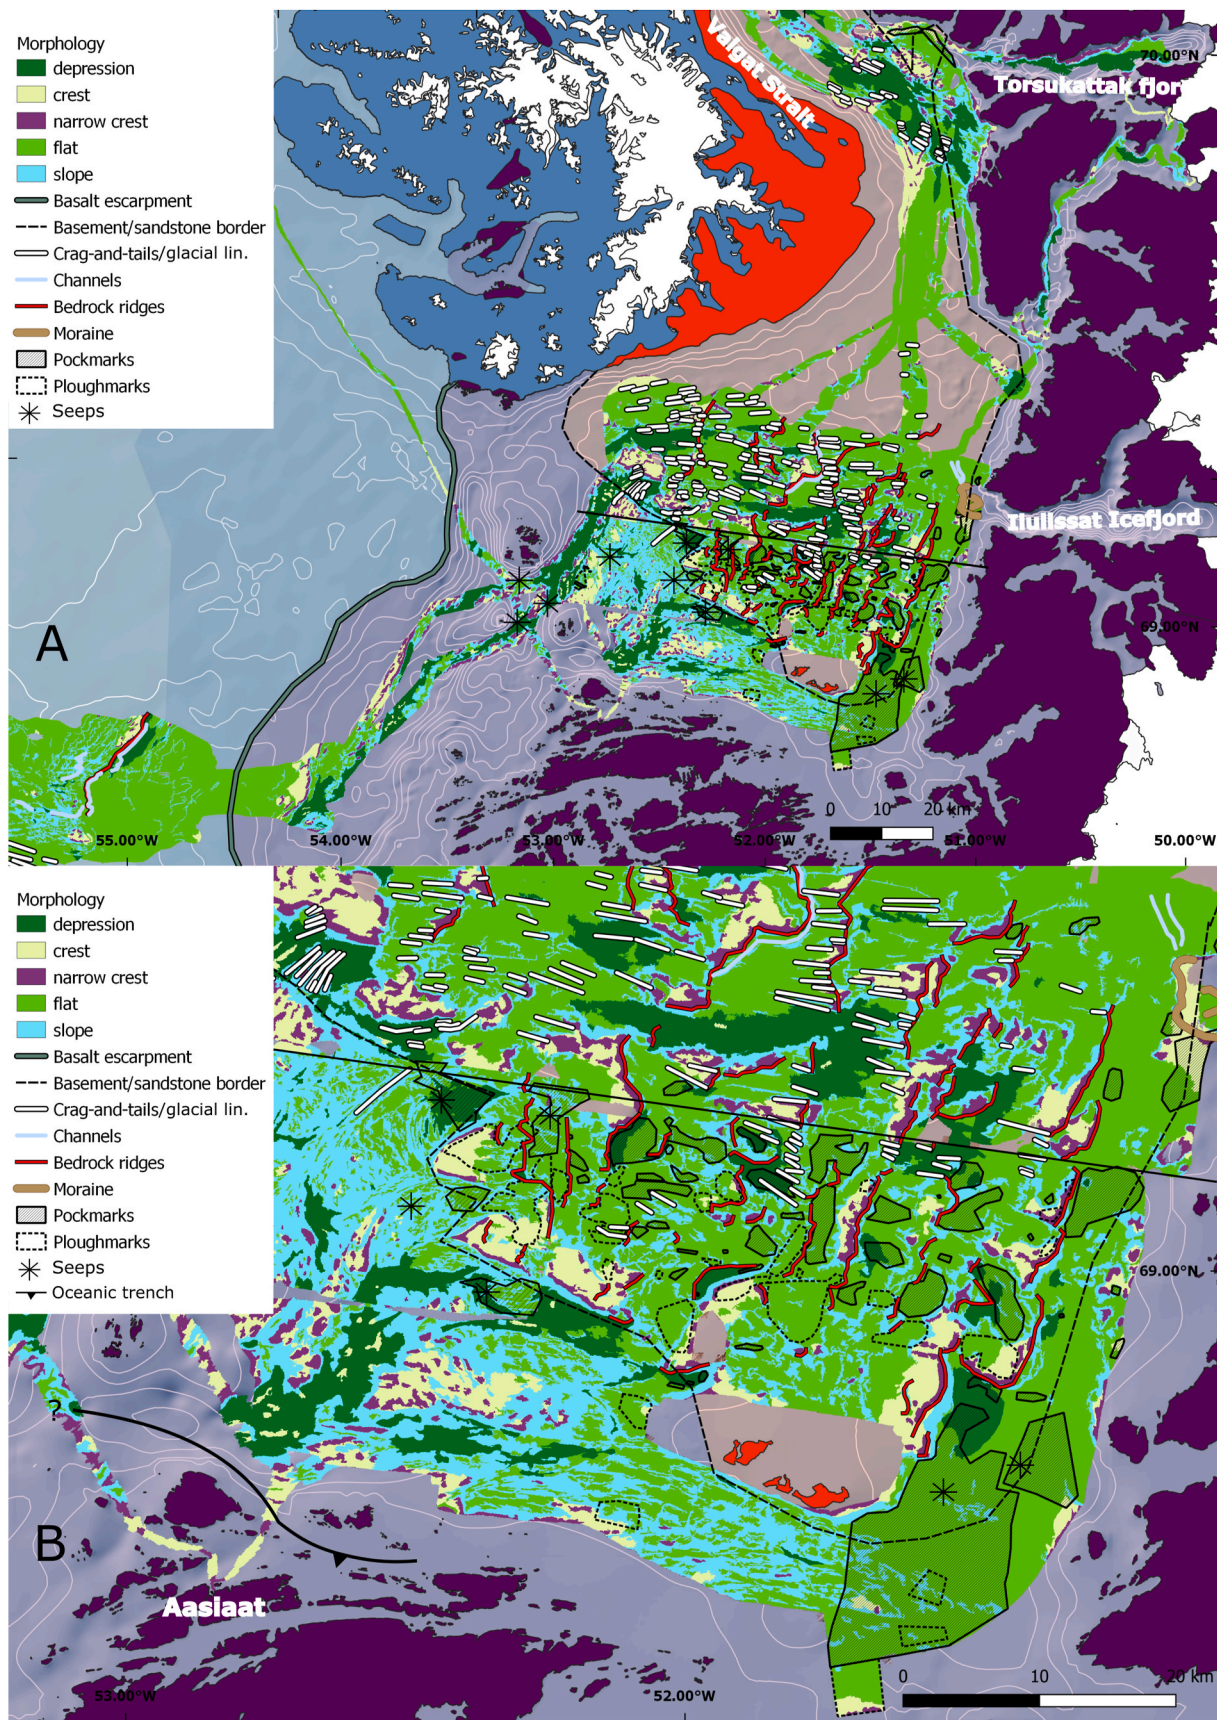 Morphology
depression
crest
narrow crest
flat
slope
Basalt escarpment
Basement/sandstone border
Crag-and-tails/glacial lin.
Channels
Bedrock ridges
Moraine
Pockmarks
Ploughmarks
Seeps
Vaigat Strait
70.00°N
Torsukattak fjor
Ilulissat Icefjord
69.00°N
A
0 10 20 km
55.00°W 54.00°W 53.00°W 52.00°W 51.00°W 50.00°W
Morphology
depression
crest
narrow crest
flat
slope
Basalt escarpment
Basement/sandstone border
Crag-and-tails/glacial lin.
Channels
Bedrock ridges
Moraine
Pockmarks
Ploughmarks
Seeps
Oceanic trench
69.00°N
?
B
Aasiaat
0 10 20 km
53.00°W 52.00°W